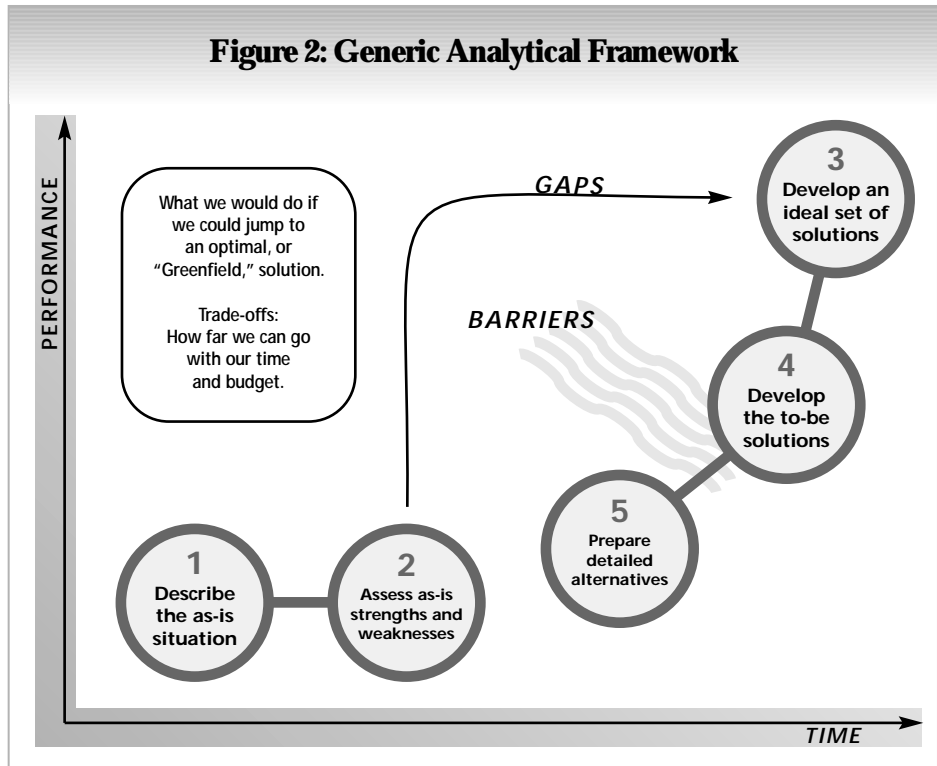 Figure 2: Generic Analytical Framework
PERFORMANCE
What we would do if
we could jump to
an optimal, or
“Greenfield,” solution.
Trade-offs:
How far we can go
with our time
and budget.
GAPS
BARRIERS
3
Develop an
ideal set of
solutions
4
Develop
the to-be
solutions
5
Prepare
detailed
alternatives
1
Describe
the as-is
situation
2
Assess as-is
strengths and
weaknesses
TIME